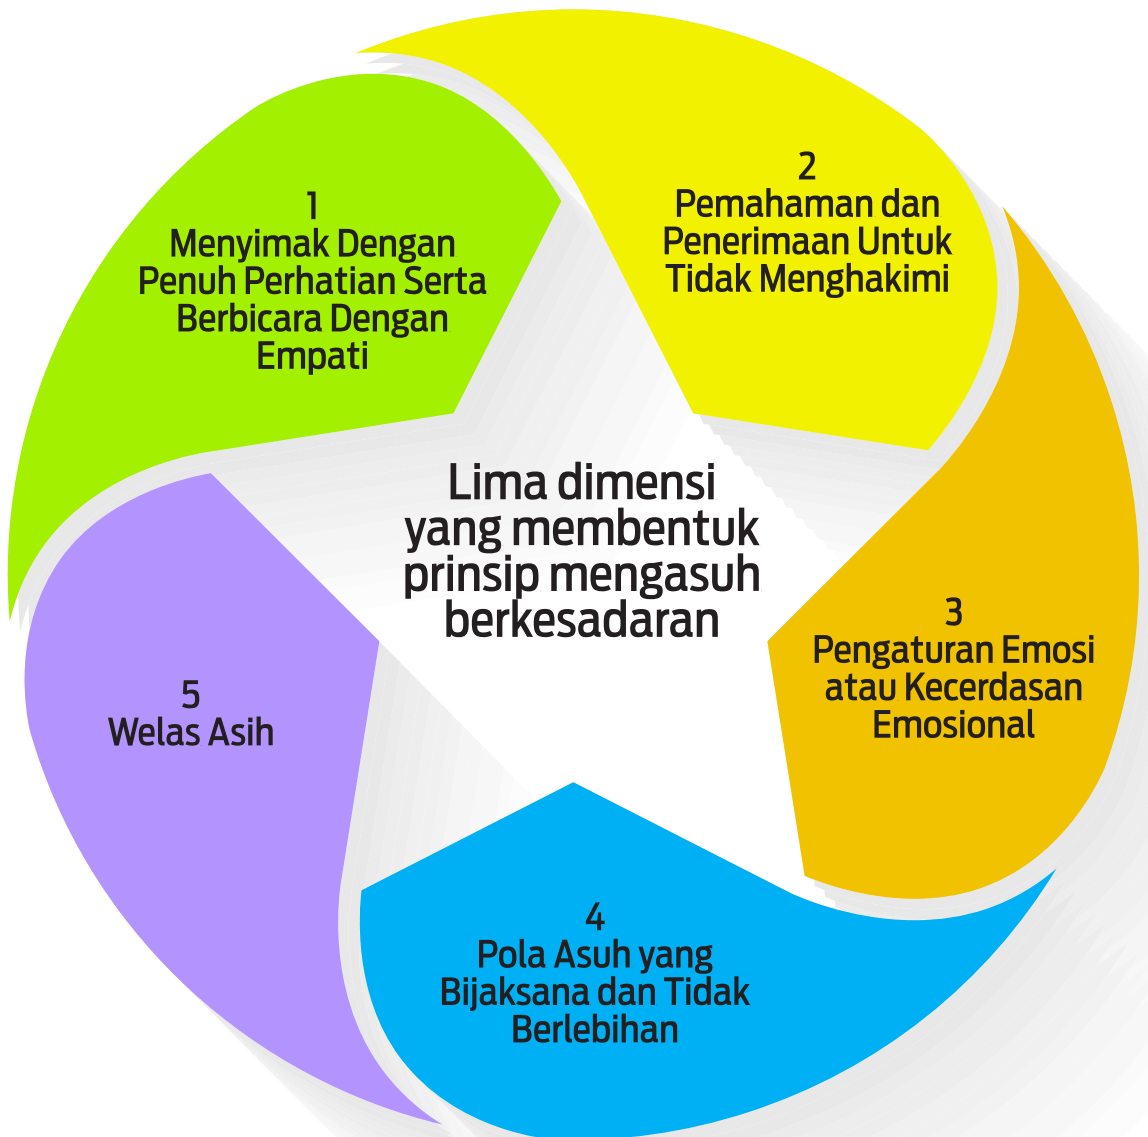 1
Menyimak Dengan
Penuh Perhatian Serta
Berbicara Dengan
Empati
2
Pemahaman dan
Penerimaan Untuk
Tidak Menghakimi
Lima dimensi
yang membentuk
prinsip mengasuh
berkesadaran
3
Pengaturan Emosi
atau Kecerdasan
Emosional
4
Pola Asuh yang
Bijaksana dan Tidak
Berlebihan
5
Welas Asih